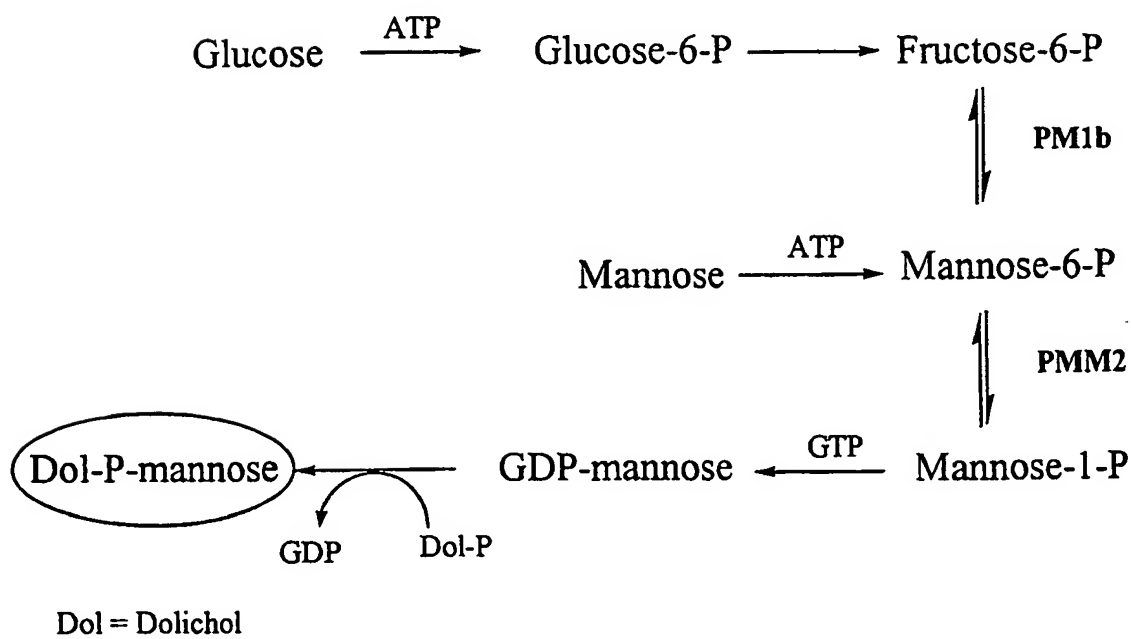 ATP
Glucose Glucose-6-P Fructose-6-P
PM1b
ATP
Mannose Mannose-6-P
PMM2
GTP
Dol-P-mannose GDP-mannose Mannose-1-P
GDP Dol-P
Dol = Dolichol